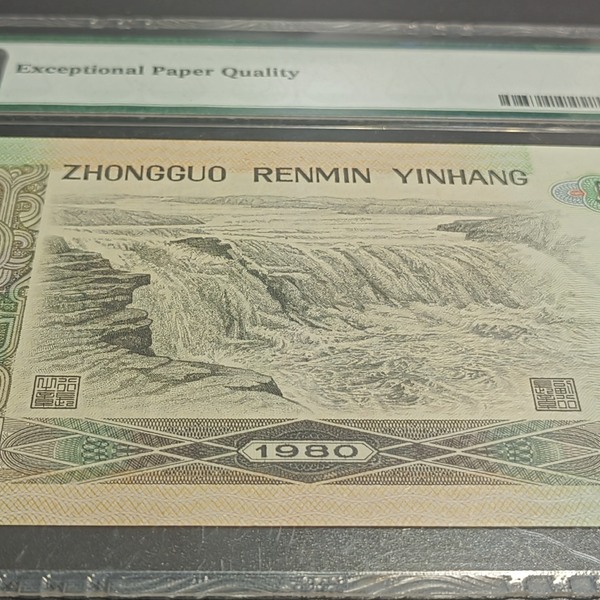 Exceptional Paper Quality
ZHONGGUO RENMIN YINHANG
1980